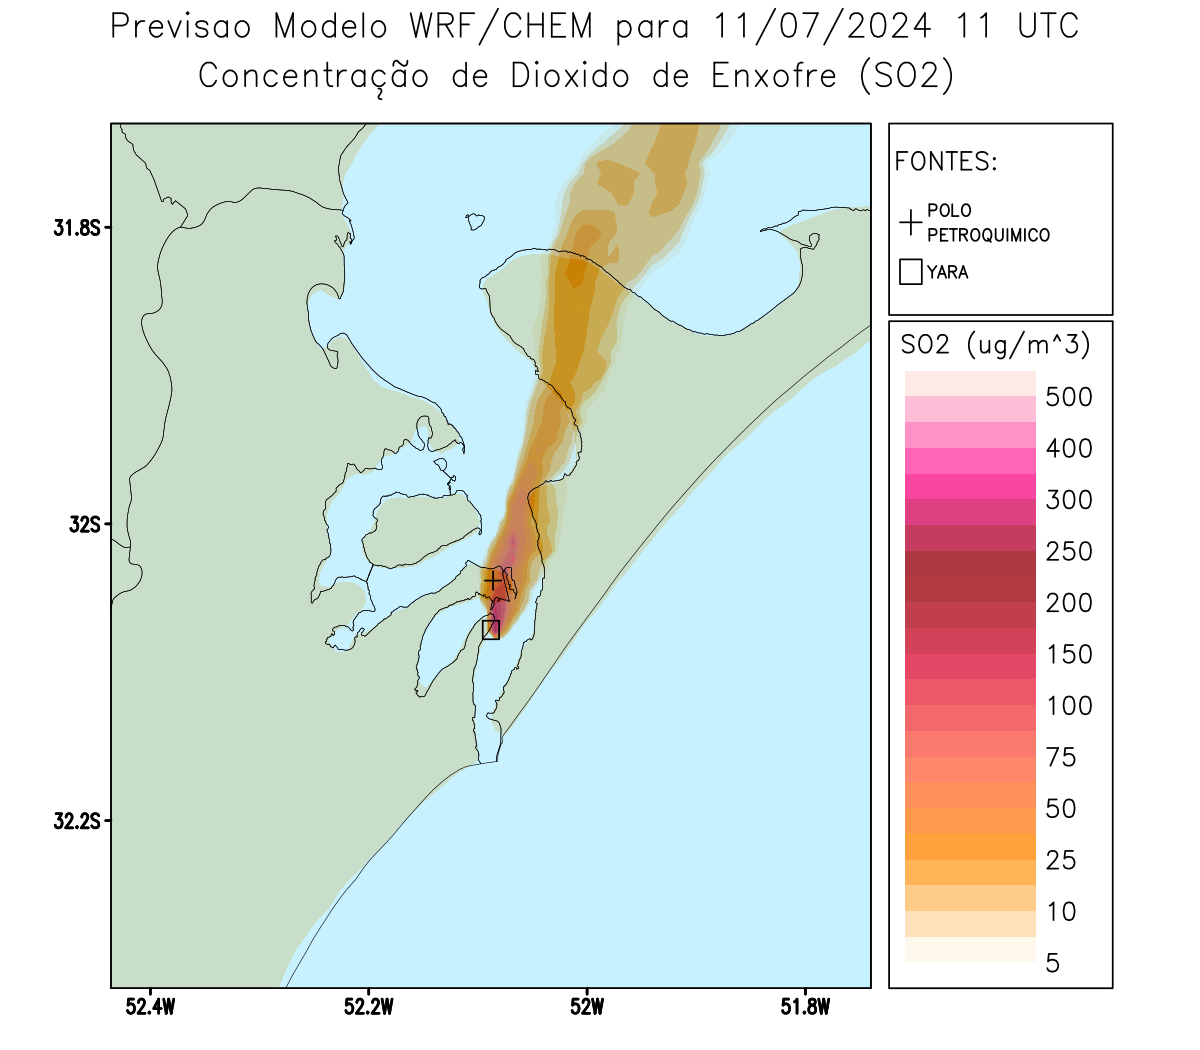 Previsao Modelo WRF/CHEM para 11/07/2024 11 UTC
Concentração de Dioxido de Enxofre (SO2)
FONTES:
POLO
PETROQUIMICO
YARA
SO2 (ug/m^3)
500
400
300
250
200
150
100
75
50
25
10
5
31.8S
32S
32.2S
52.4W
52.2W
52W
51.8W